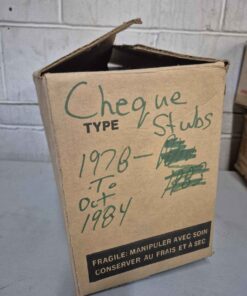 Cheque
TYPE Stubs
1978-
To
Oct
1984
FRAGILE: MANIPULER AVEC SOIN
CONSERVER AU FRAIS ET À SEC